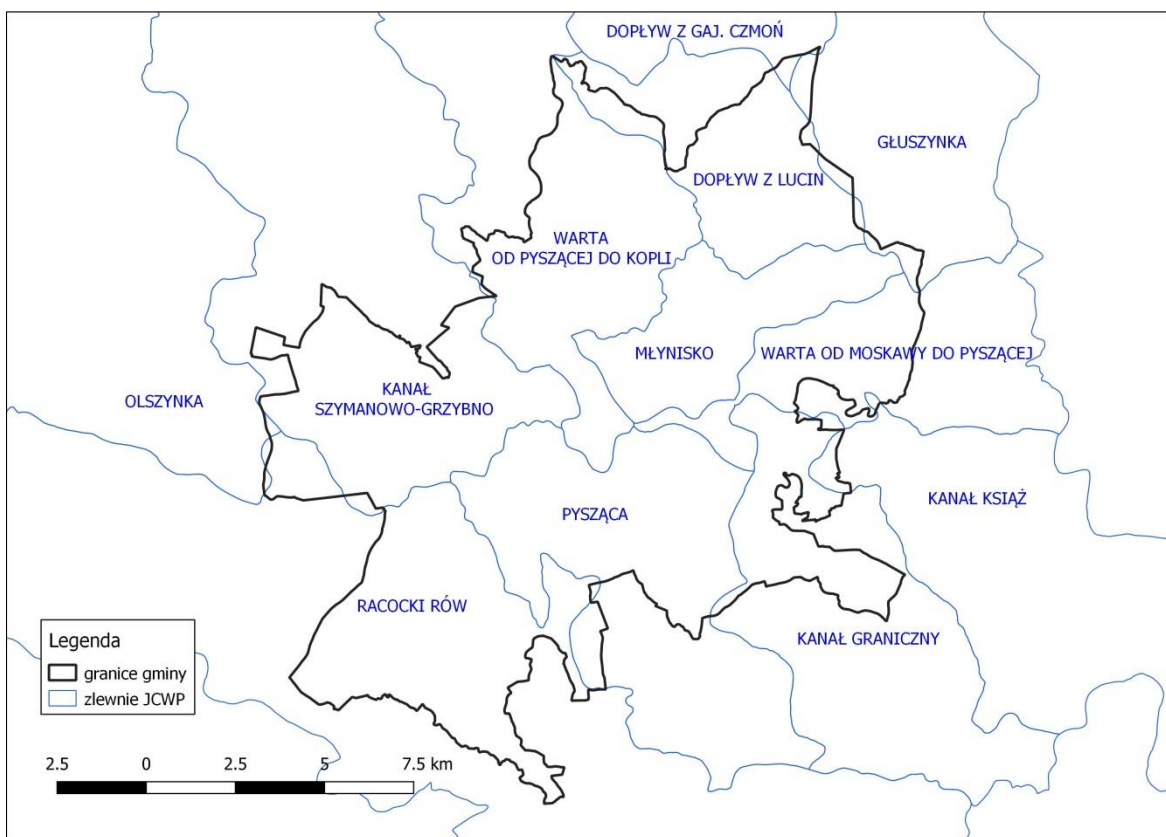 DOPŁYW Z GAJ. CZMOŃ
GŁUSZYNKA
DOPŁYW Z LUCIN
WARTA
OD PYSZĄCEJ DO KOPLI
MŁYNISKO
WARTA OD MOSKAWY DO PYSZĄCEJ
OLSZYNKA
KANAŁ
SZYMANOWO-GRZYBNO
KANAŁ KSIĄŻ
PYSZĄCA
RACOCKI RÓW
KANAŁ GRANICZNY
Legenda
granice gminy
zlewnie JCWP
2.5 0 2.5 5 7.5 km